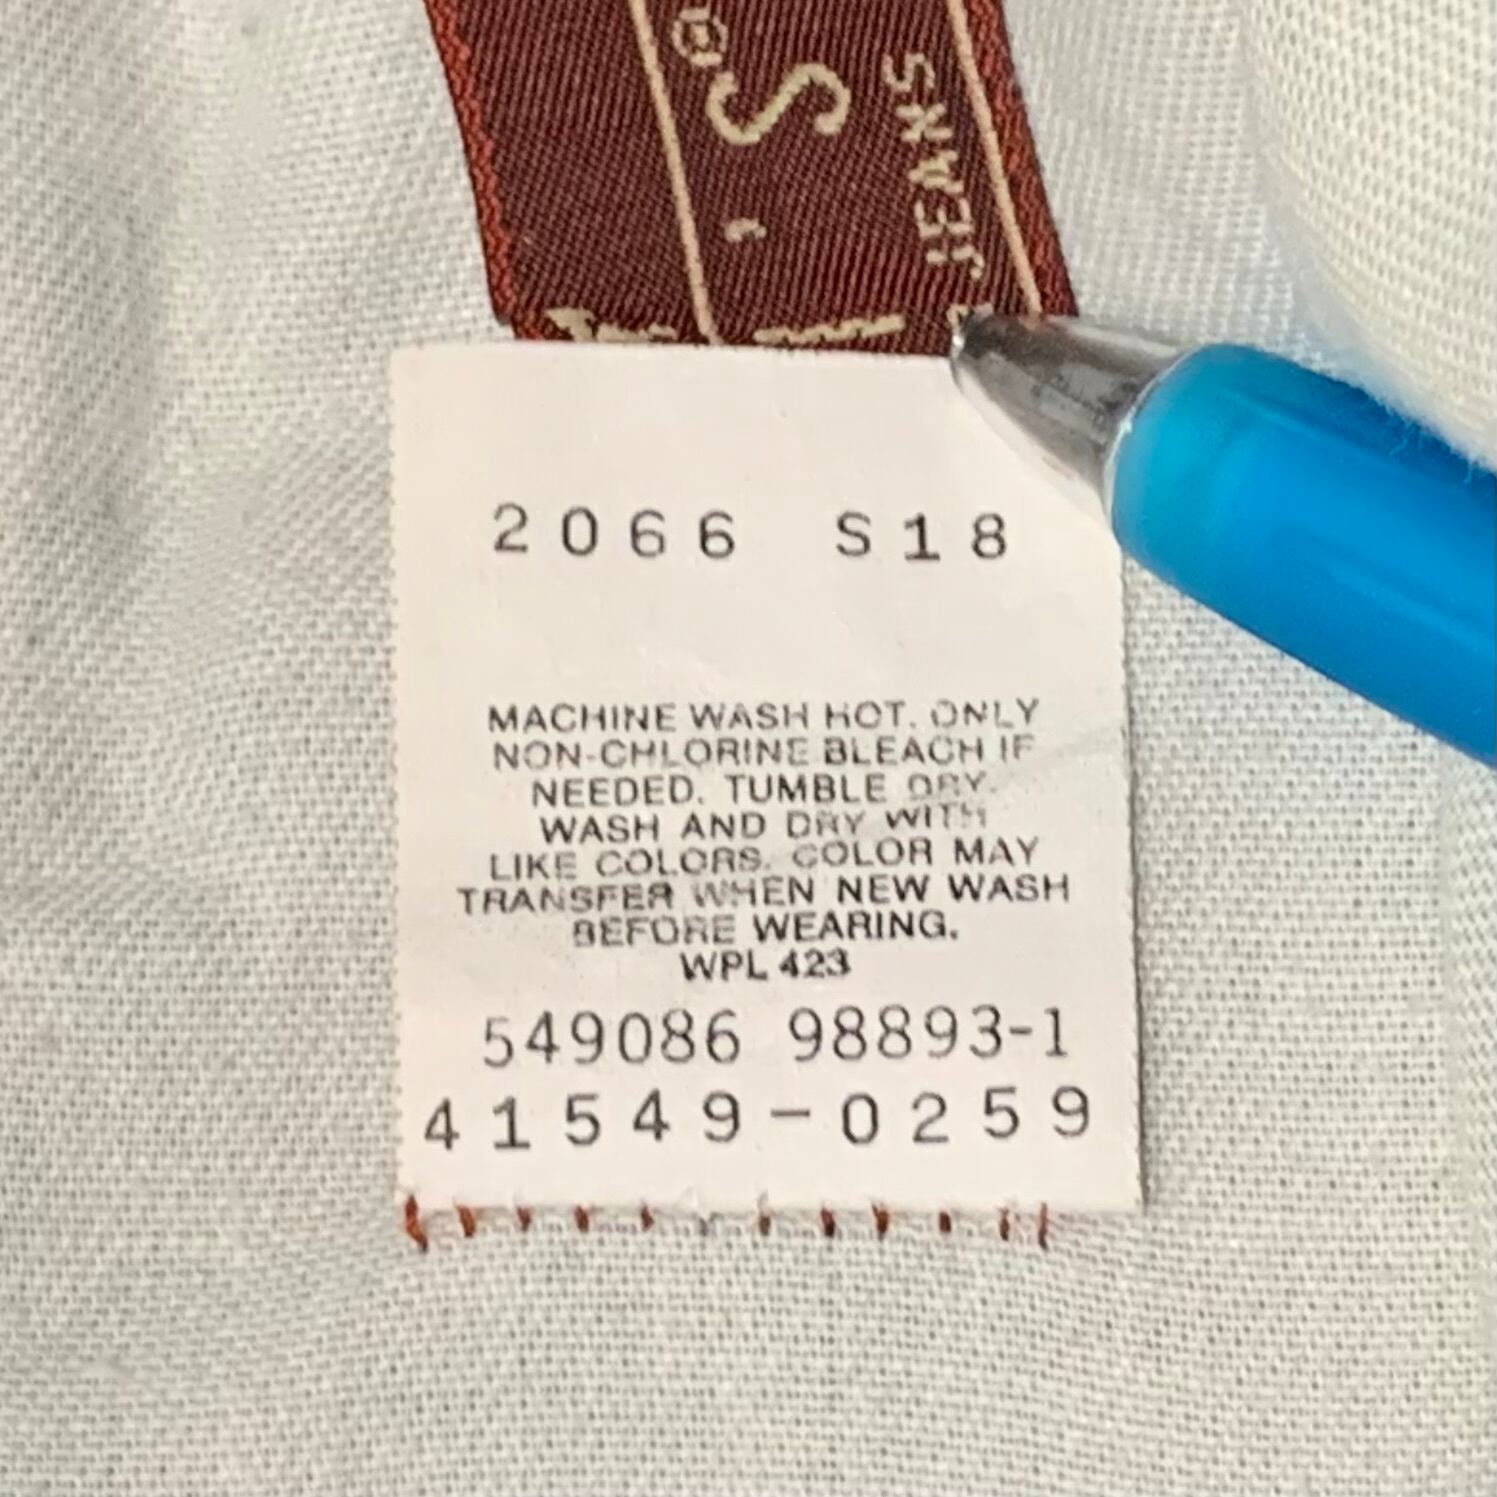 's®
JEANS
2066 S18
MACHINE WASH HOT. ONLY
NON-CHLORINE BLEACH IF
NEEDED. TUMBLE DRY.
WASH AND DRY WITH
LIKE COLORS. COLOR MAY
TRANSFER WHEN NEW WASH
BEFORE WEARING.
WPL 423
549086 98893-1
41549-0259